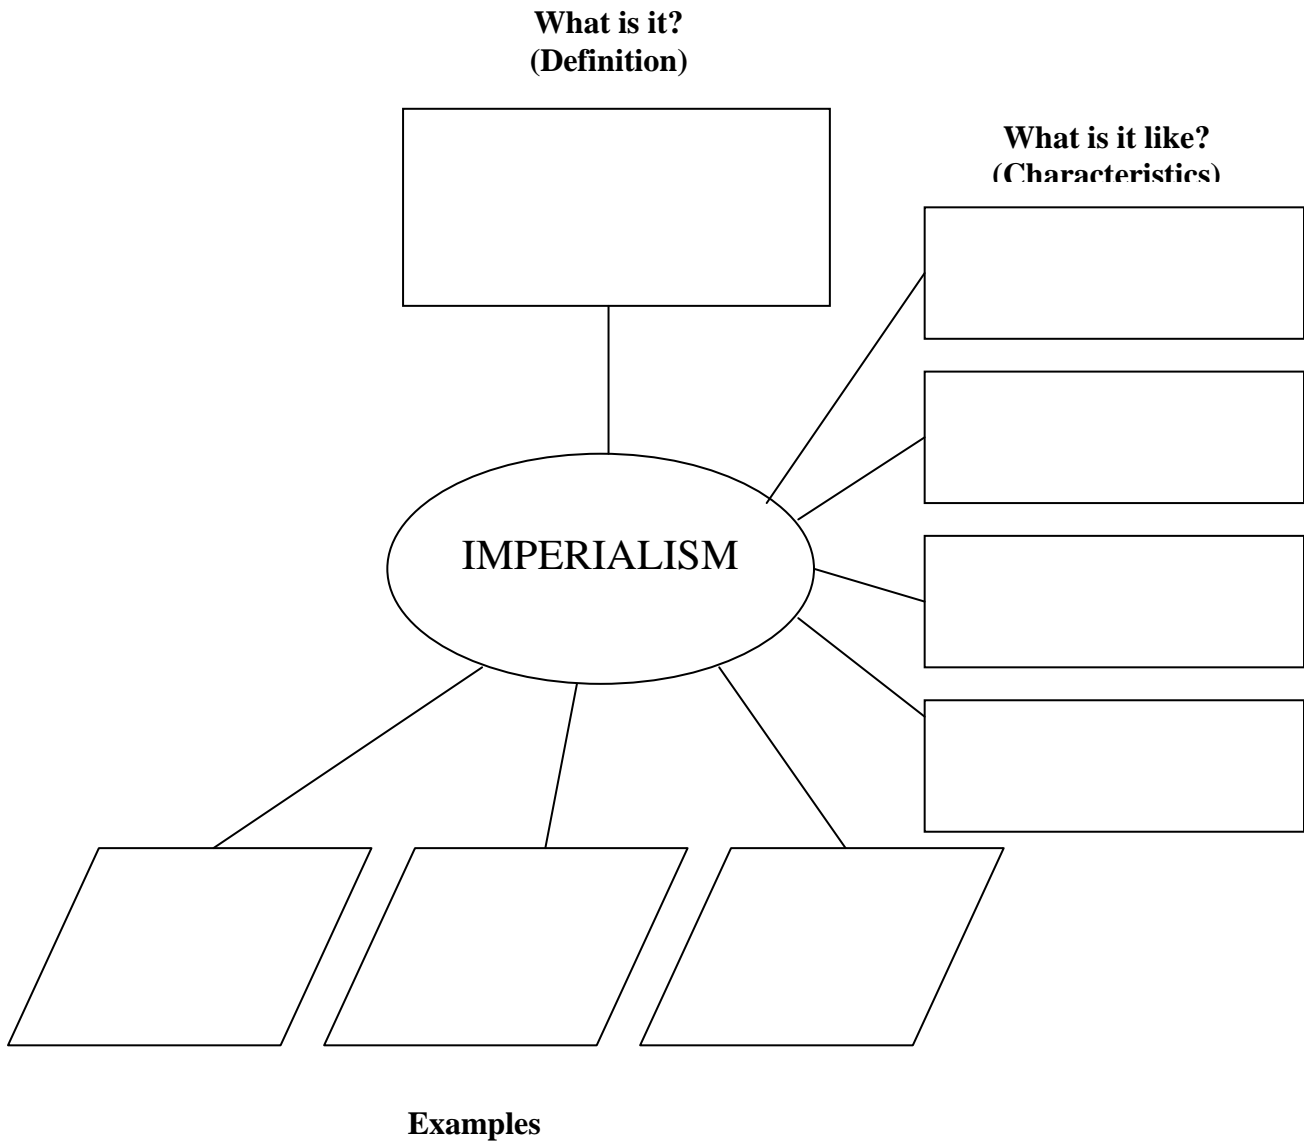 What is it?
(Definition)
What is it like?
(Characteristics)
IMPERIALISM
Examples